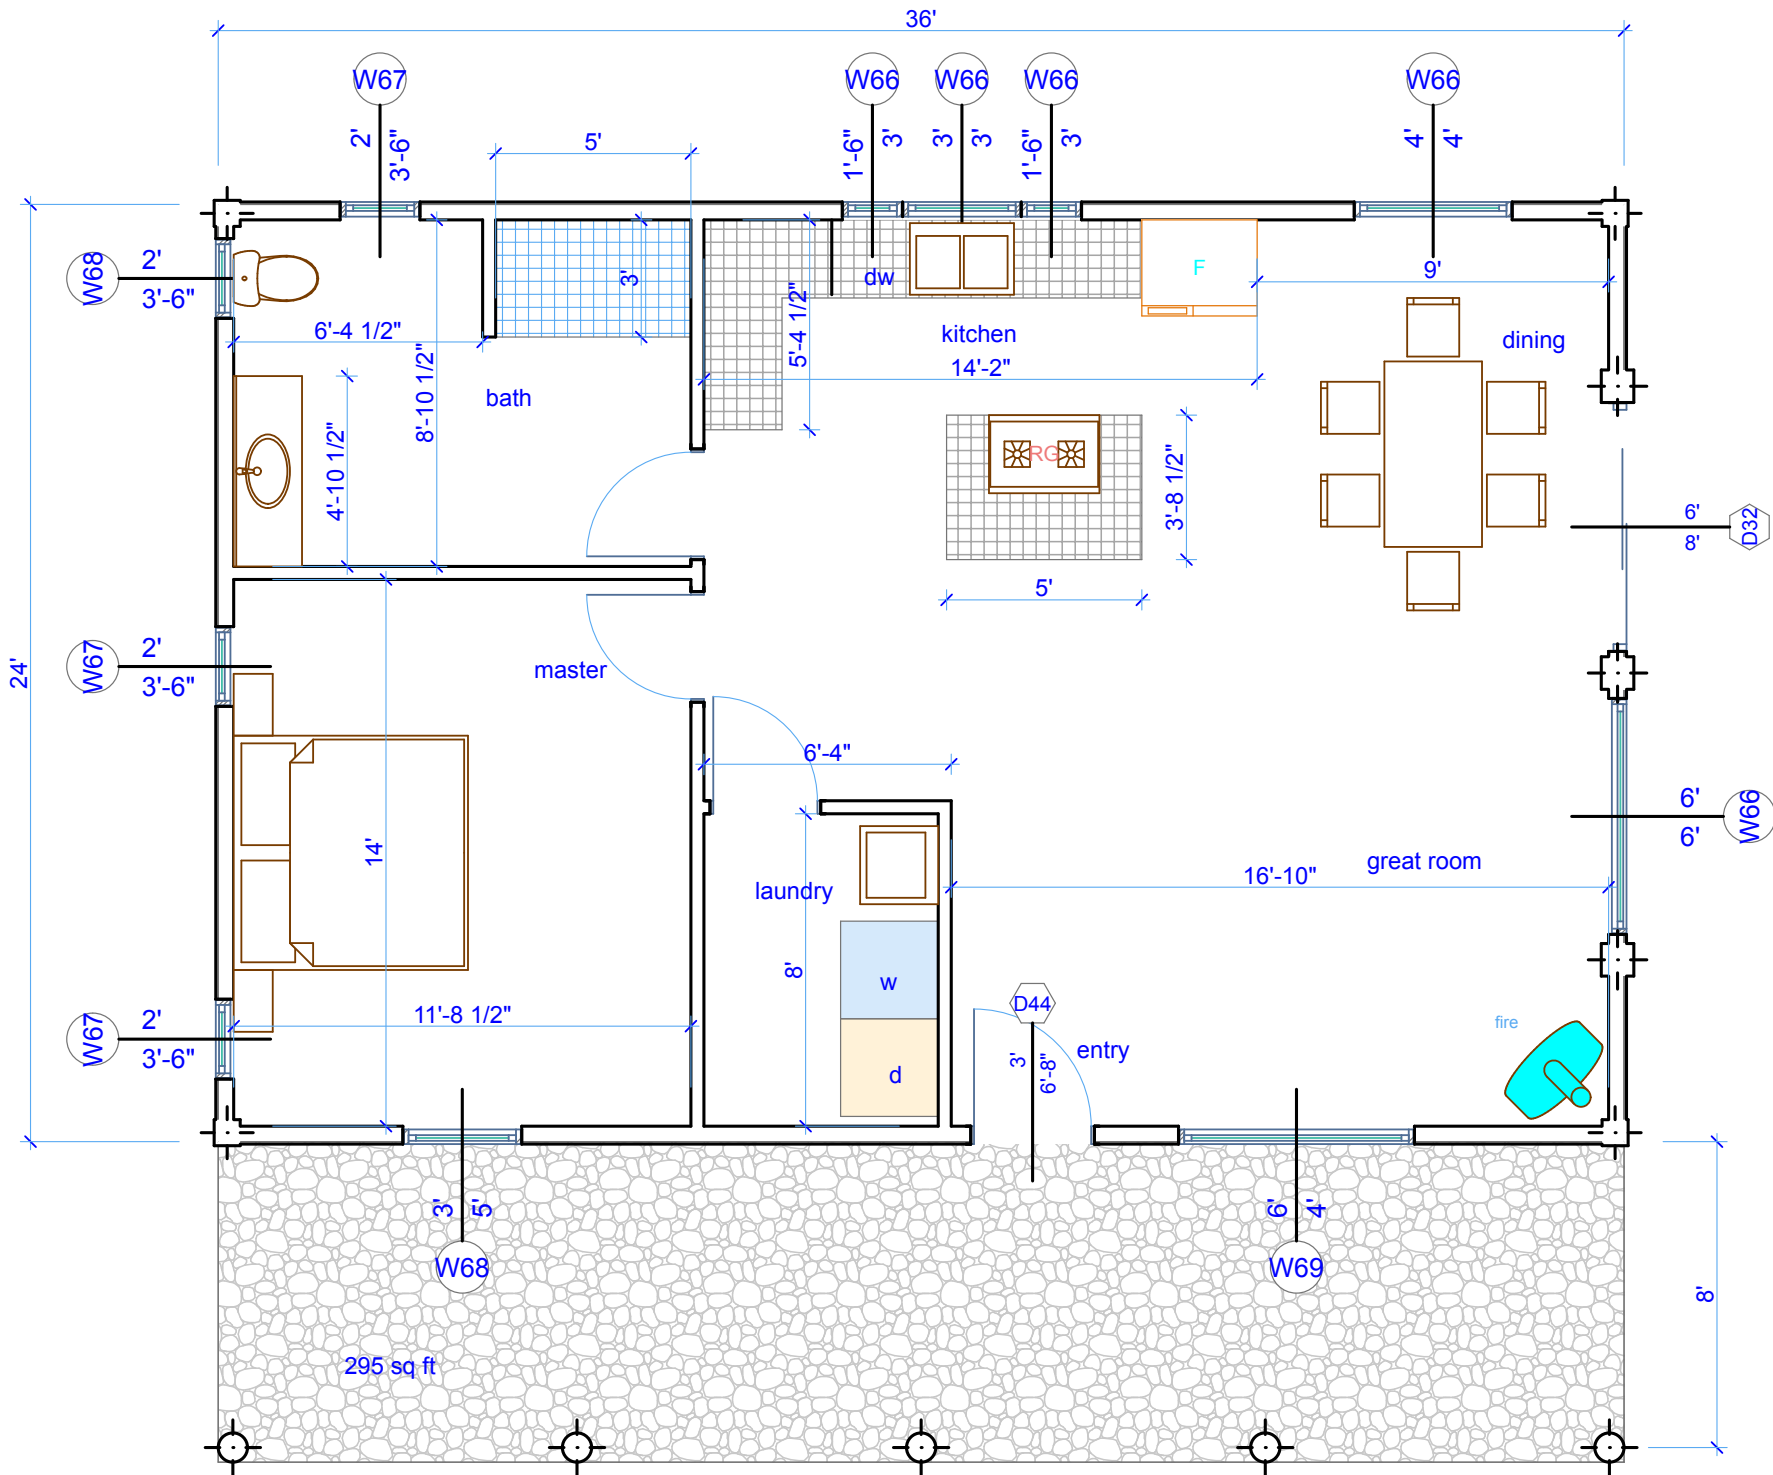 36'
W67
W66
W66
W66
W66
2'
3'-6"
5'
1'-6"
3'
3'
3'
1'-6"
3'
4'
4'
W68
2'
3'-6"
3'
dw
F
9'
6'-4 1/2"
8'-10 1/2"
5'-4 1/2"
kitchen
14'-2"
dining
bath
4'-10 1/2"
RG
3'-8 1/2"
6'
8'
D32
5'
24'
W67
2'
3'-6"
master
6'-4"
14'
6'
6'
W66
laundry
great room
16'-10"
8'
w
D44
3'
6'-8"
entry
fire
W67
2'
3'-6"
11'-8 1/2"
d
3'
5'
W68
6'
4'
W69
8'
295 sq ft